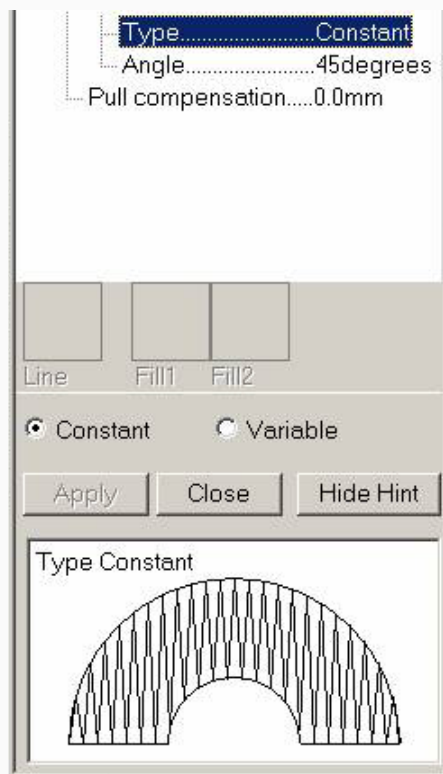 Type.......................Constant
Angle......................45degrees
Pull compensation.....0.0mm
Line Fill1 Fill2
Constant Variable
Apply Close Hide Hint
Type Constant